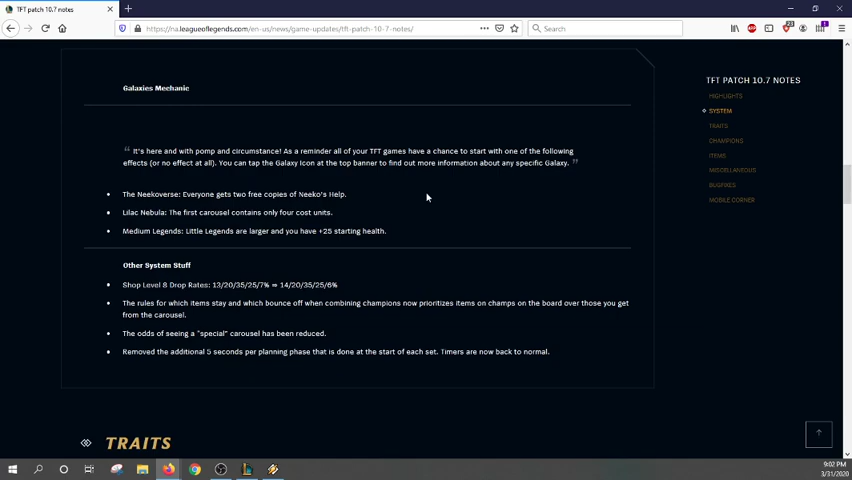 TFT Patch 10.7 notes
https://na.leagueoflegends.com/en-us/news/game-updates/tft-patch-10-7-notes/
Search
Galaxies Mechanic
“ It's here and with pomp and circumstance! As a reminder all of your TFT games have a chance to start with one of the following
effects (or no effect at all). You can tap the Galaxy Icon at the top banner to find out more information about any specific Galaxy. ”
• The Neekoverse: Everyone gets two free copies of Neeko's Help.
• Lilac Nebula: The first carousel contains only four cost units.
• Medium Legends: Little Legends are larger and you have +25 starting health.
Other System Stuff
• Shop Level 8 Drop Rates: 13/20/35/25/7% ⇒ 14/20/35/25/6%
• The rules for which items stay and which bounce off when combining champions now prioritizes items on champs on the board over those you get
from the carousel.
• The odds of seeing a "special" carousel has been reduced.
• Removed the additional 5 seconds per planning phase that is done at the start of each set. Timers are now back to normal.
TRAITS
TFT PATCH 10.7 NOTES
HIGHLIGHTS
SYSTEM
TRAITS
CHAMPIONS
ITEMS
MISCELLANEOUS
BUGFIXES
MOBILE CORNER
9:02 PM
3/31/2020